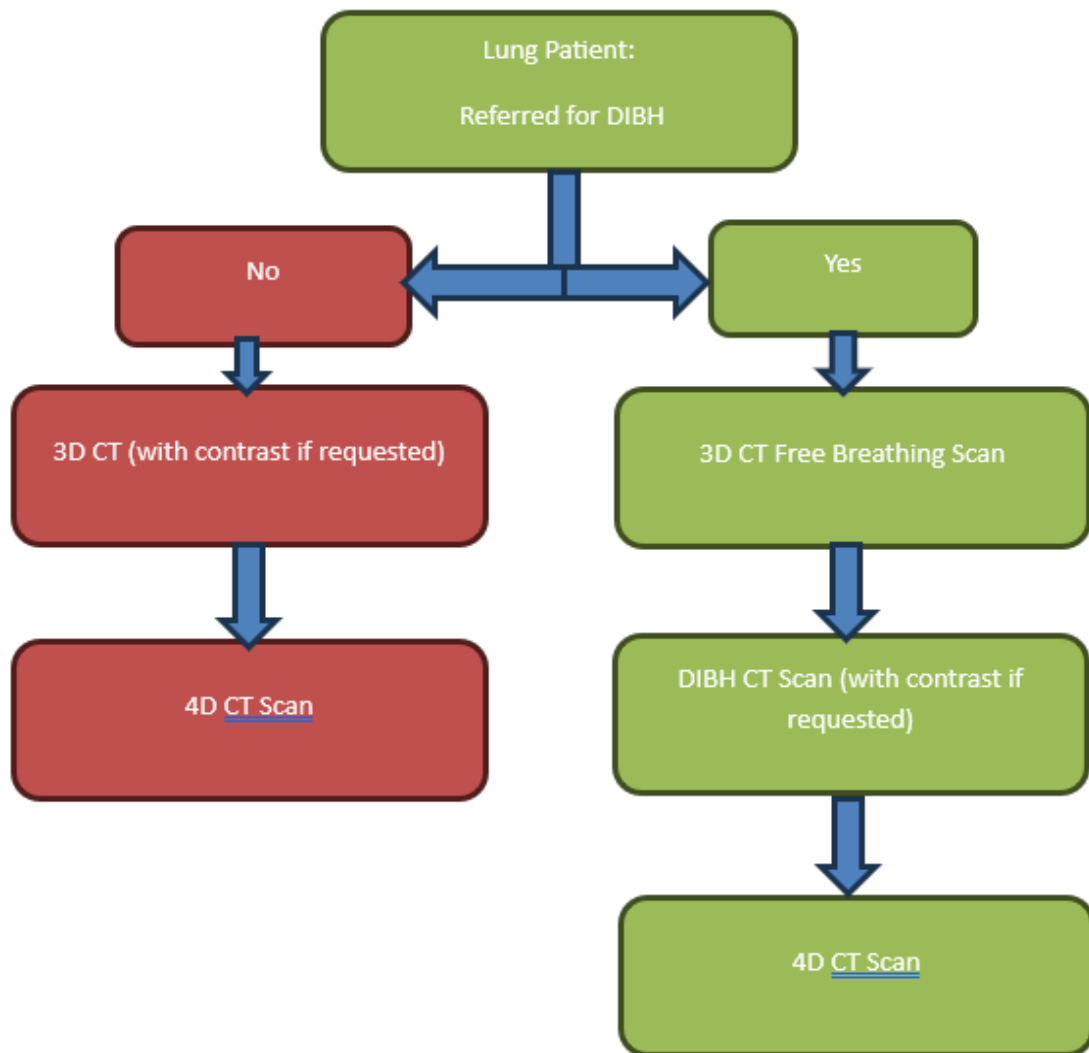 Lung Patient:
Referred for DIBH
No
Yes
3D CT (with contrast if requested)
3D CT Free Breathing Scan
4D CT Scan
DIBH CT Scan (with contrast if
requested)
4D CT Scan